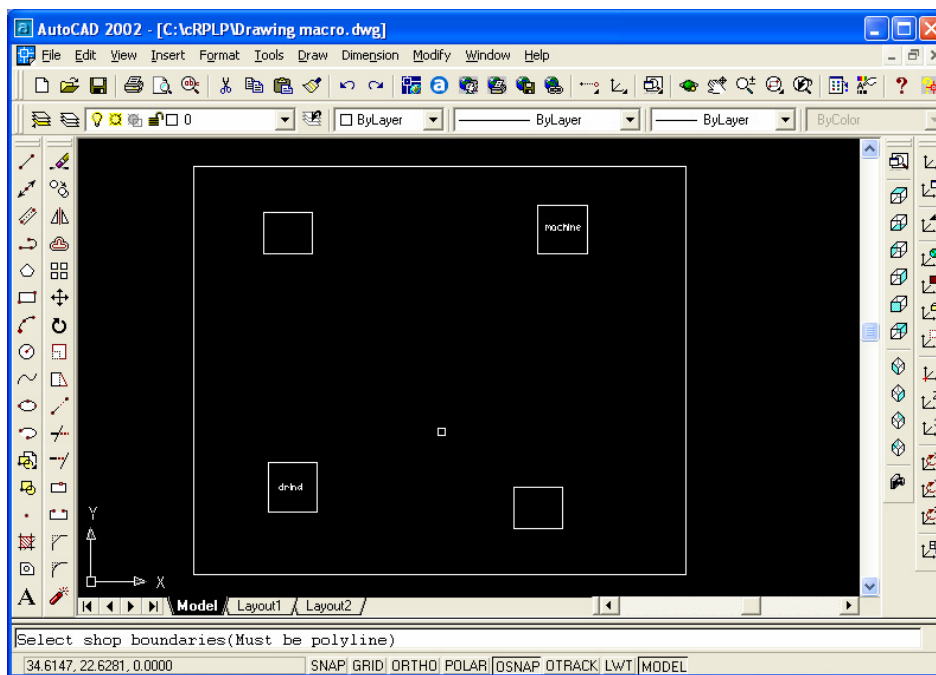 AutoCAD 2002 - [C:\cRPLP\Drawing macro.dwg]
File Edit View Insert Format Tools Draw Dimension Modify Window Help
0 ByLayer ByLayer ByLayer ByColor
machine
drind
Y
X
Model Layout1 Layout2
Select shop boundaries(Must be polyline)
34.6147, 22.6281, 0.0000 SNAP GRID ORTHO POLAR OSNAP OTRACK LWT MODEL